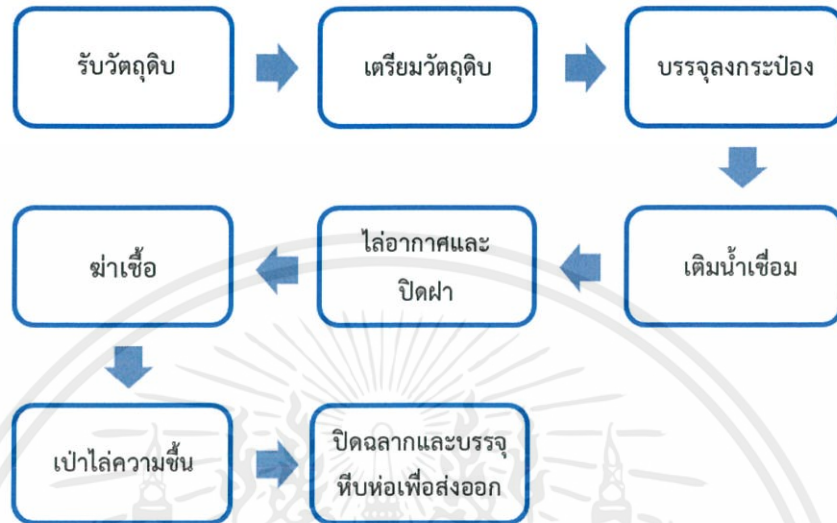 รับวัตถุดิบ
เตรียมวัตถุดิบ
บรรจุลงกระป๋อง
เติมน้ำเชื่อม
ไล่อากาศและ
ปิดฝา
ฆ่าเชื้อ
เป่าไล่ความชื้น
ปิดฉลากและบรรจุ
หีบห่อเพื่อส่งออก